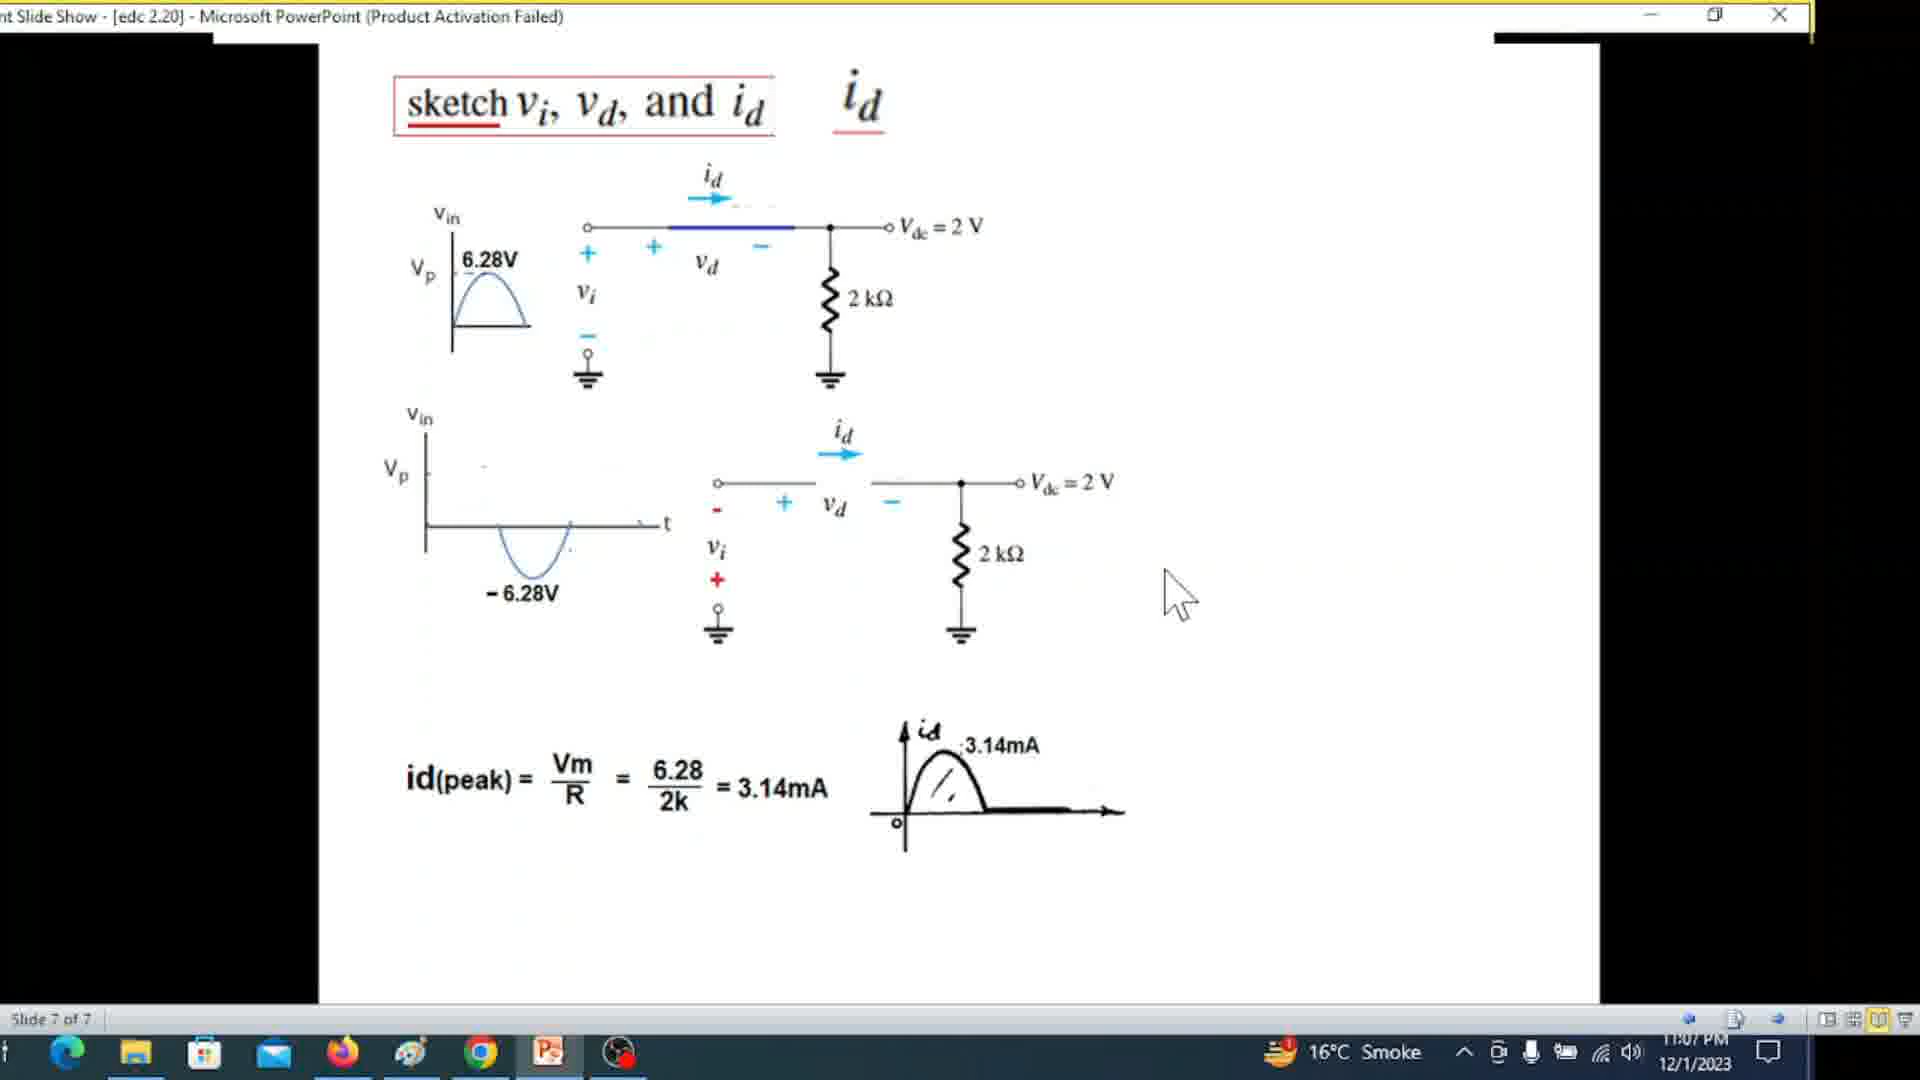 nt Slide Show - [edc 2.20] - Microsoft PowerPoint (Product Activation Failed)
sketch vi, vd, and id
id
id
Vin
Vp
6.28V
+
+
vd
−
vi
−
Vdc = 2 V
2 kΩ
Vin
Vp
t
− 6.28V
id
-
+
vd
−
vi
+
Vdc = 2 V
2 kΩ
id(peak) = Vm/R = 6.28/2k = 3.14mA
id
3.14mA
o
Slide 7 of 7
16°C Smoke
11:07 PM
12/1/2023